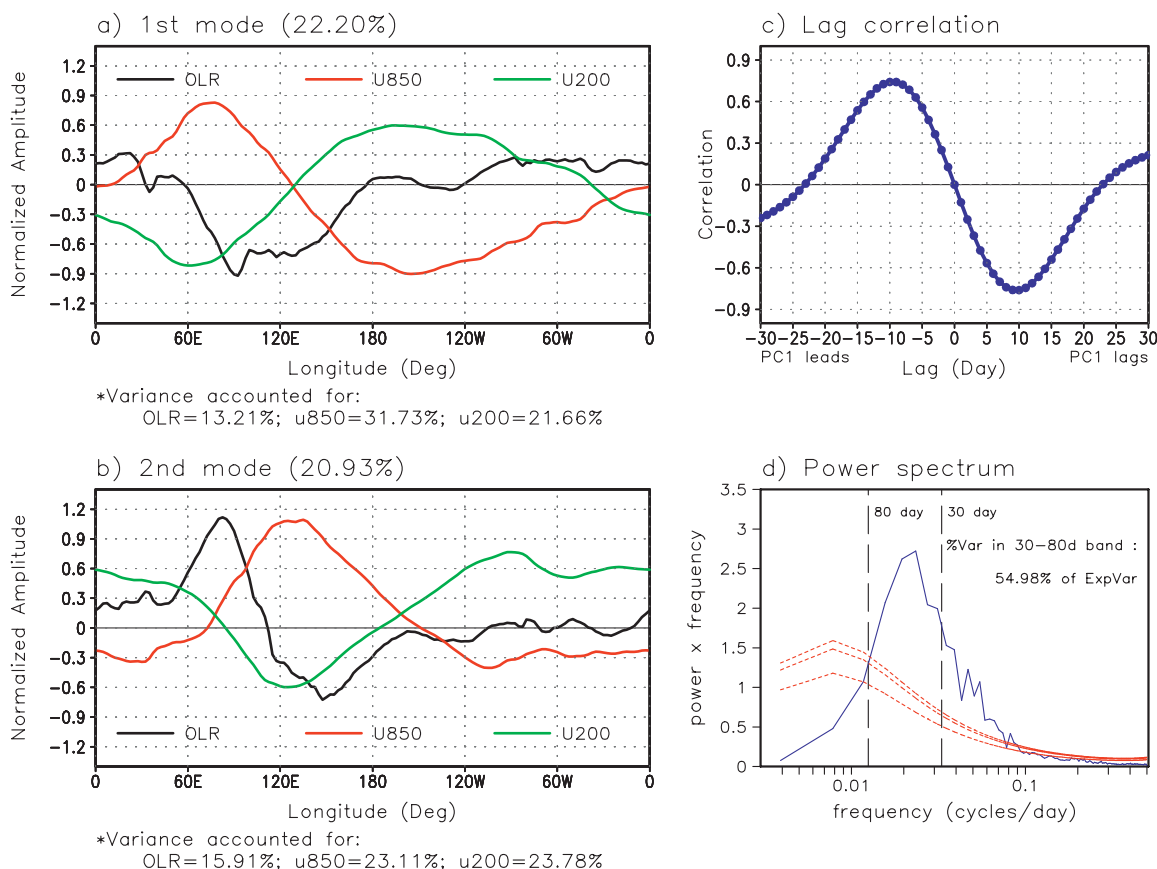 a) 1st mode (22.20%)
1.2
0.9
0.6
0.3
0
−0.3
−0.6
−0.9
−1.2
Normalized Amplitude
OLR U850 U200
0 60E 120E 180 120W 60W 0
Longitude (Deg)
*Variance accounted for:
OLR=13.21%; u850=31.73%; u200=21.66%
c) Lag correlation
0.9
0.6
0.3
0
−0.3
−0.6
−0.9
Correlation
−30 −25 −20 −15 −10 −5 0 5 10 15 20 25 30
PC1 leads PC1 lags
Lag (Day)
b) 2nd mode (20.93%)
1.2
0.9
0.6
0.3
0
−0.3
−0.6
−0.9
−1.2
Normalized Amplitude
OLR U850 U200
0 60E 120E 180 120W 60W 0
Longitude (Deg)
*Variance accounted for:
OLR=15.91%; u850=23.11%; u200=23.78%
d) Power spectrum
3.5
3
2.5
2
1.5
1
0.5
0
power x frequency
80 day 30 day
%Var in 30−80d band :
54.98% of ExpVar
0.01 0.1
frequency (cycles/day)